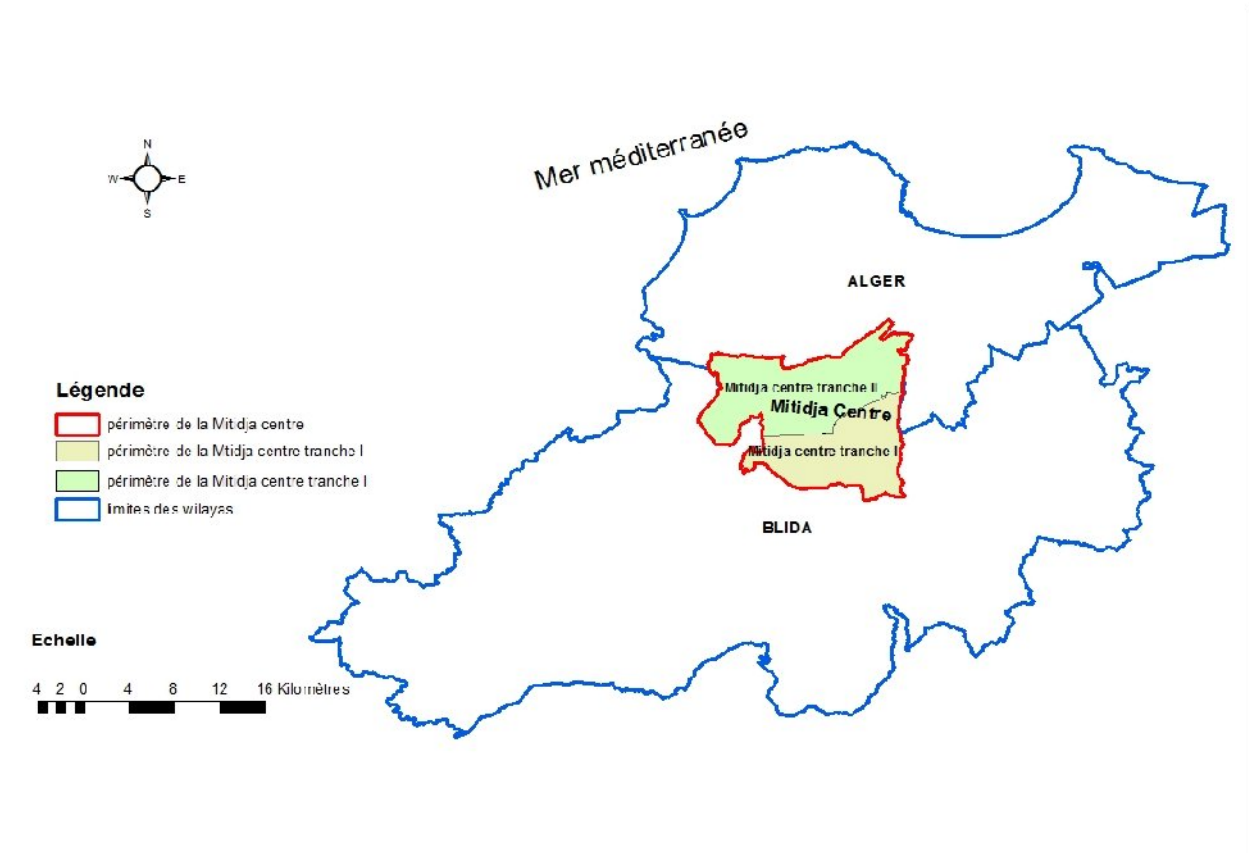 Mer méditerranée
N
W E
S
ALGER
Légende
périmètre de la Mitidja centre
périmètre de la Mtidja centre tranche I
périmètre de la Mitidja centre tranche I
limites des wilayas
Mitidja centre tranche II
Mitidja Centre
Mitidja centre tranche I
BLIDA
Echelle
4 2 0 4 8 12 16 Kilomètres